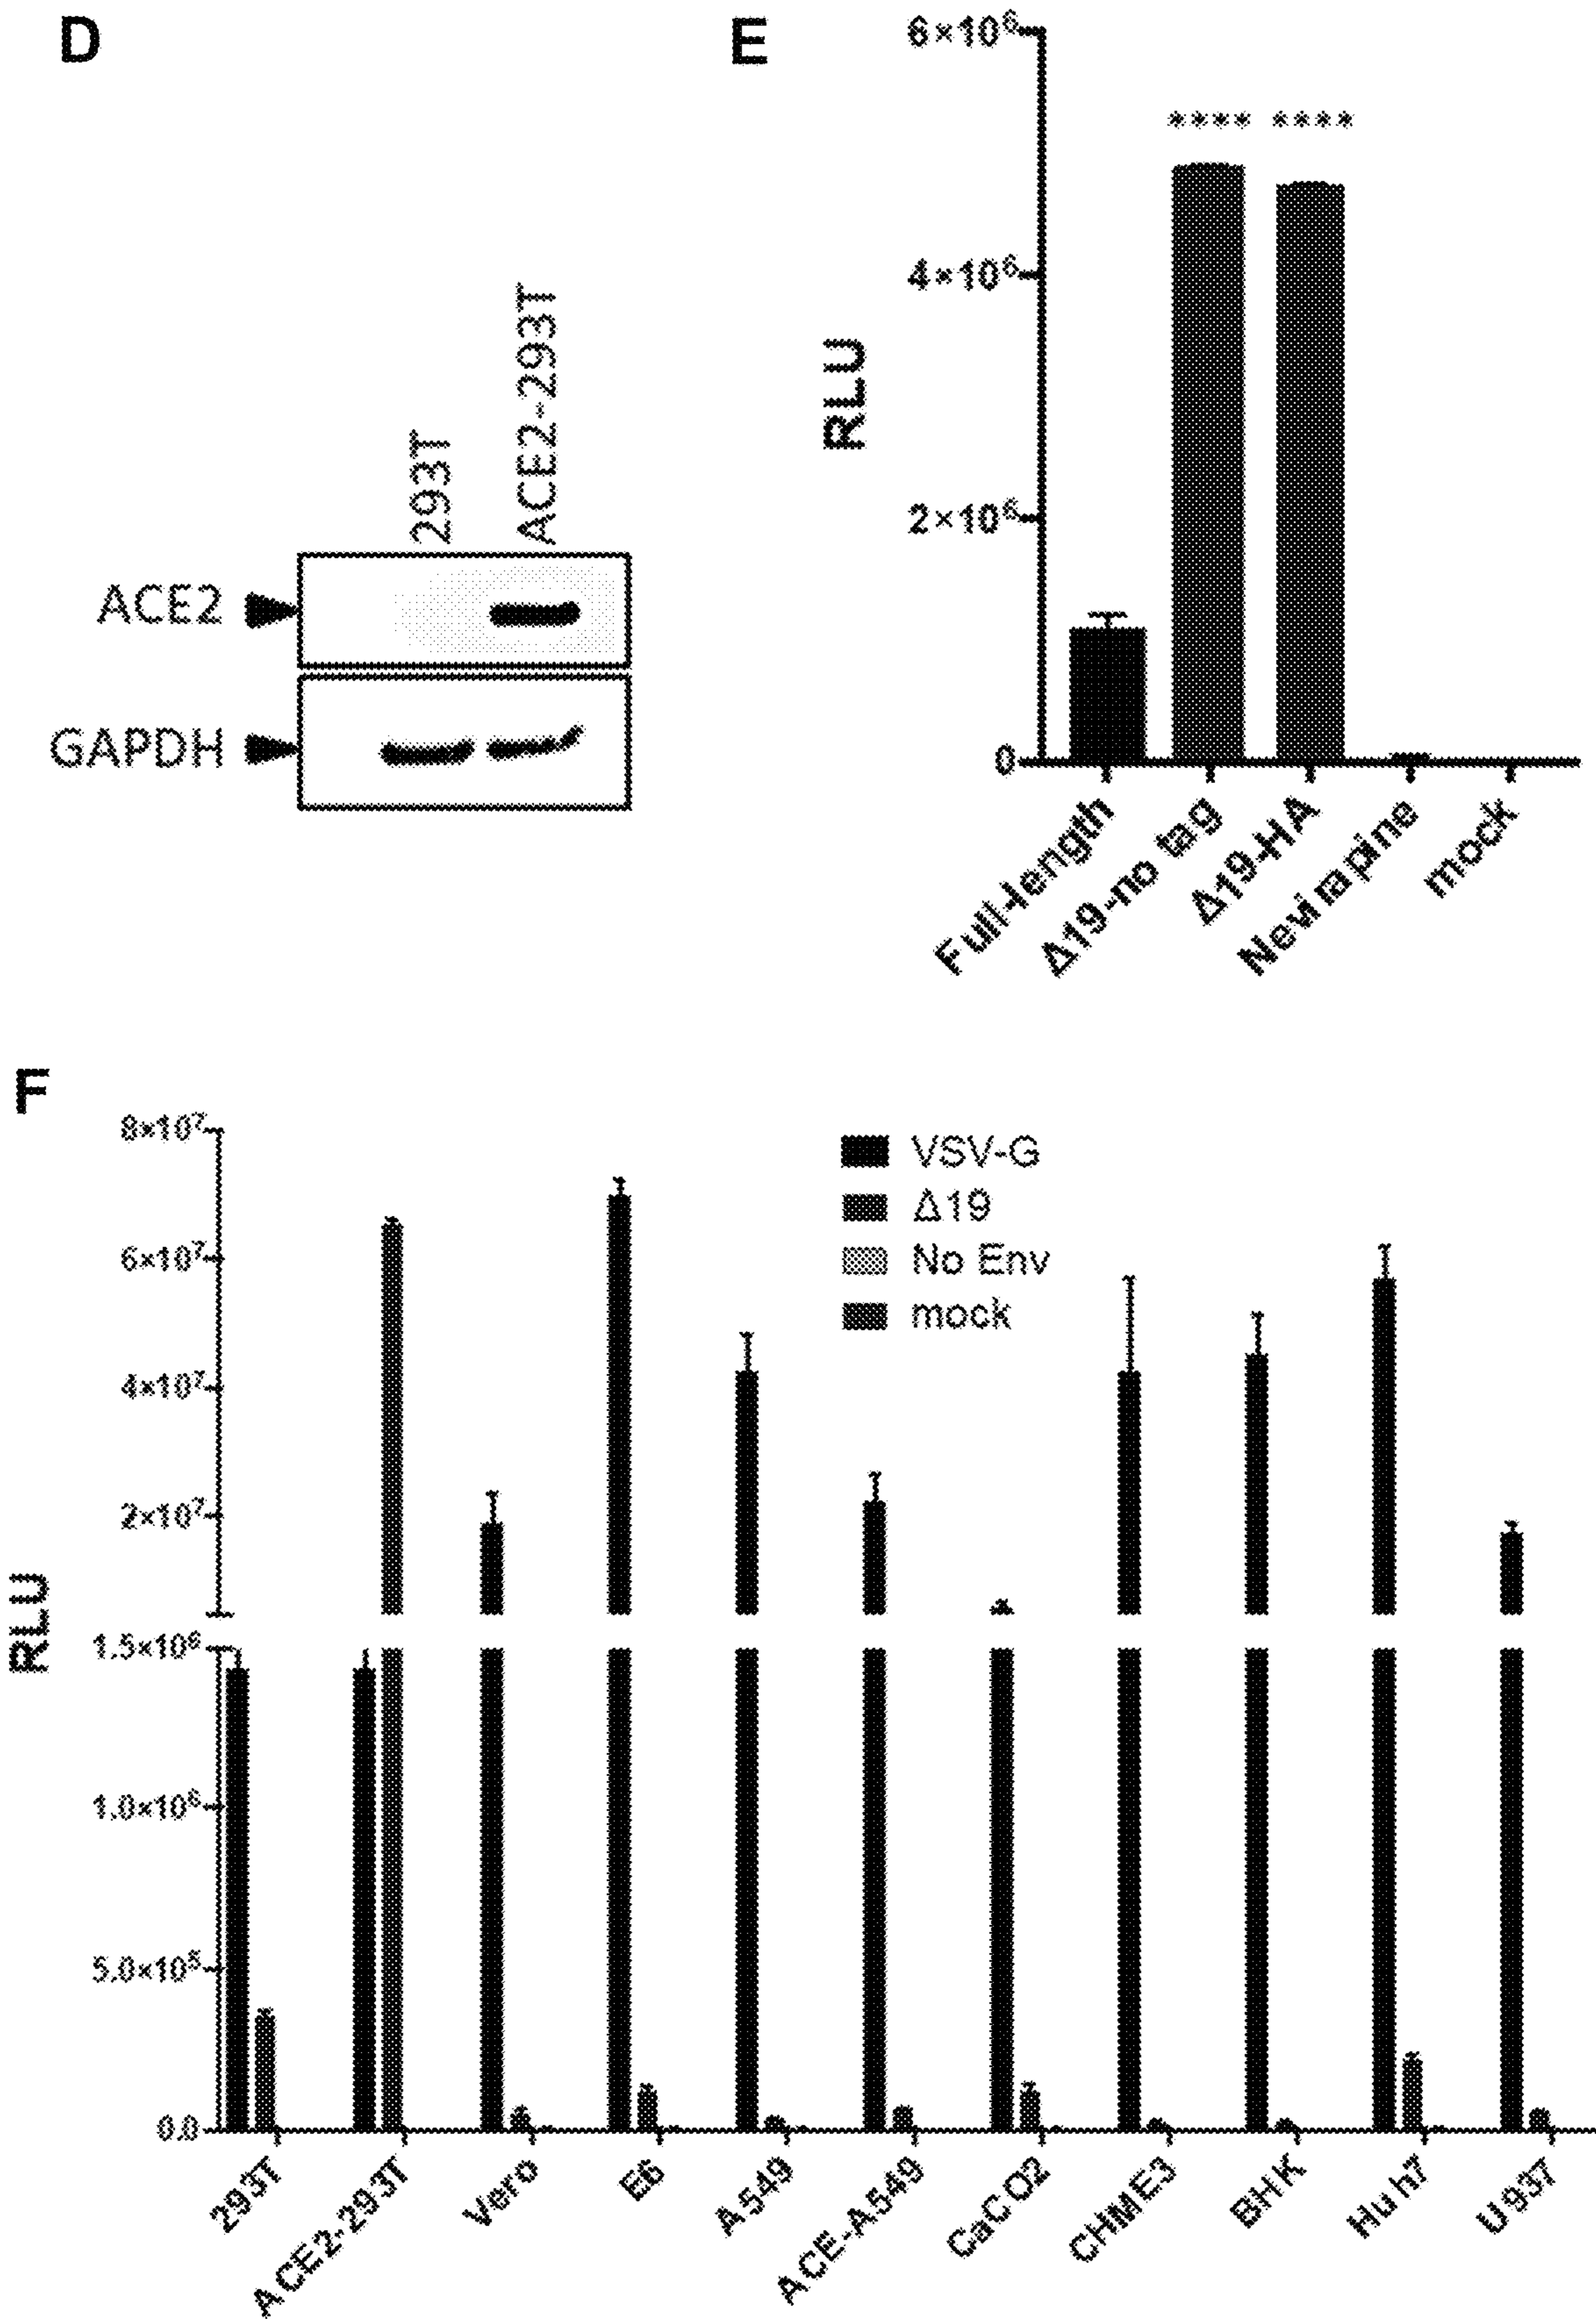 D
293T
ACE2-293T
ACE2
GAPDH
E
6×10⁶
4×10⁶
2×10⁶
0
RLU
**** ****
Full-length
Δ19-no tag
Δ19-HA
Nevirapine
mock
F
8×10⁷
6×10⁷
4×10⁷
2×10⁷
1.5×10⁶
1.0×10⁶
5.0×10⁵
0.0
RLU
VSV-G
Δ19
No Env
mock
293T
ACE2-293T
Vero
E6
A549
ACE-A549
CaCO2
CHME3
BHK
Huh7
U937